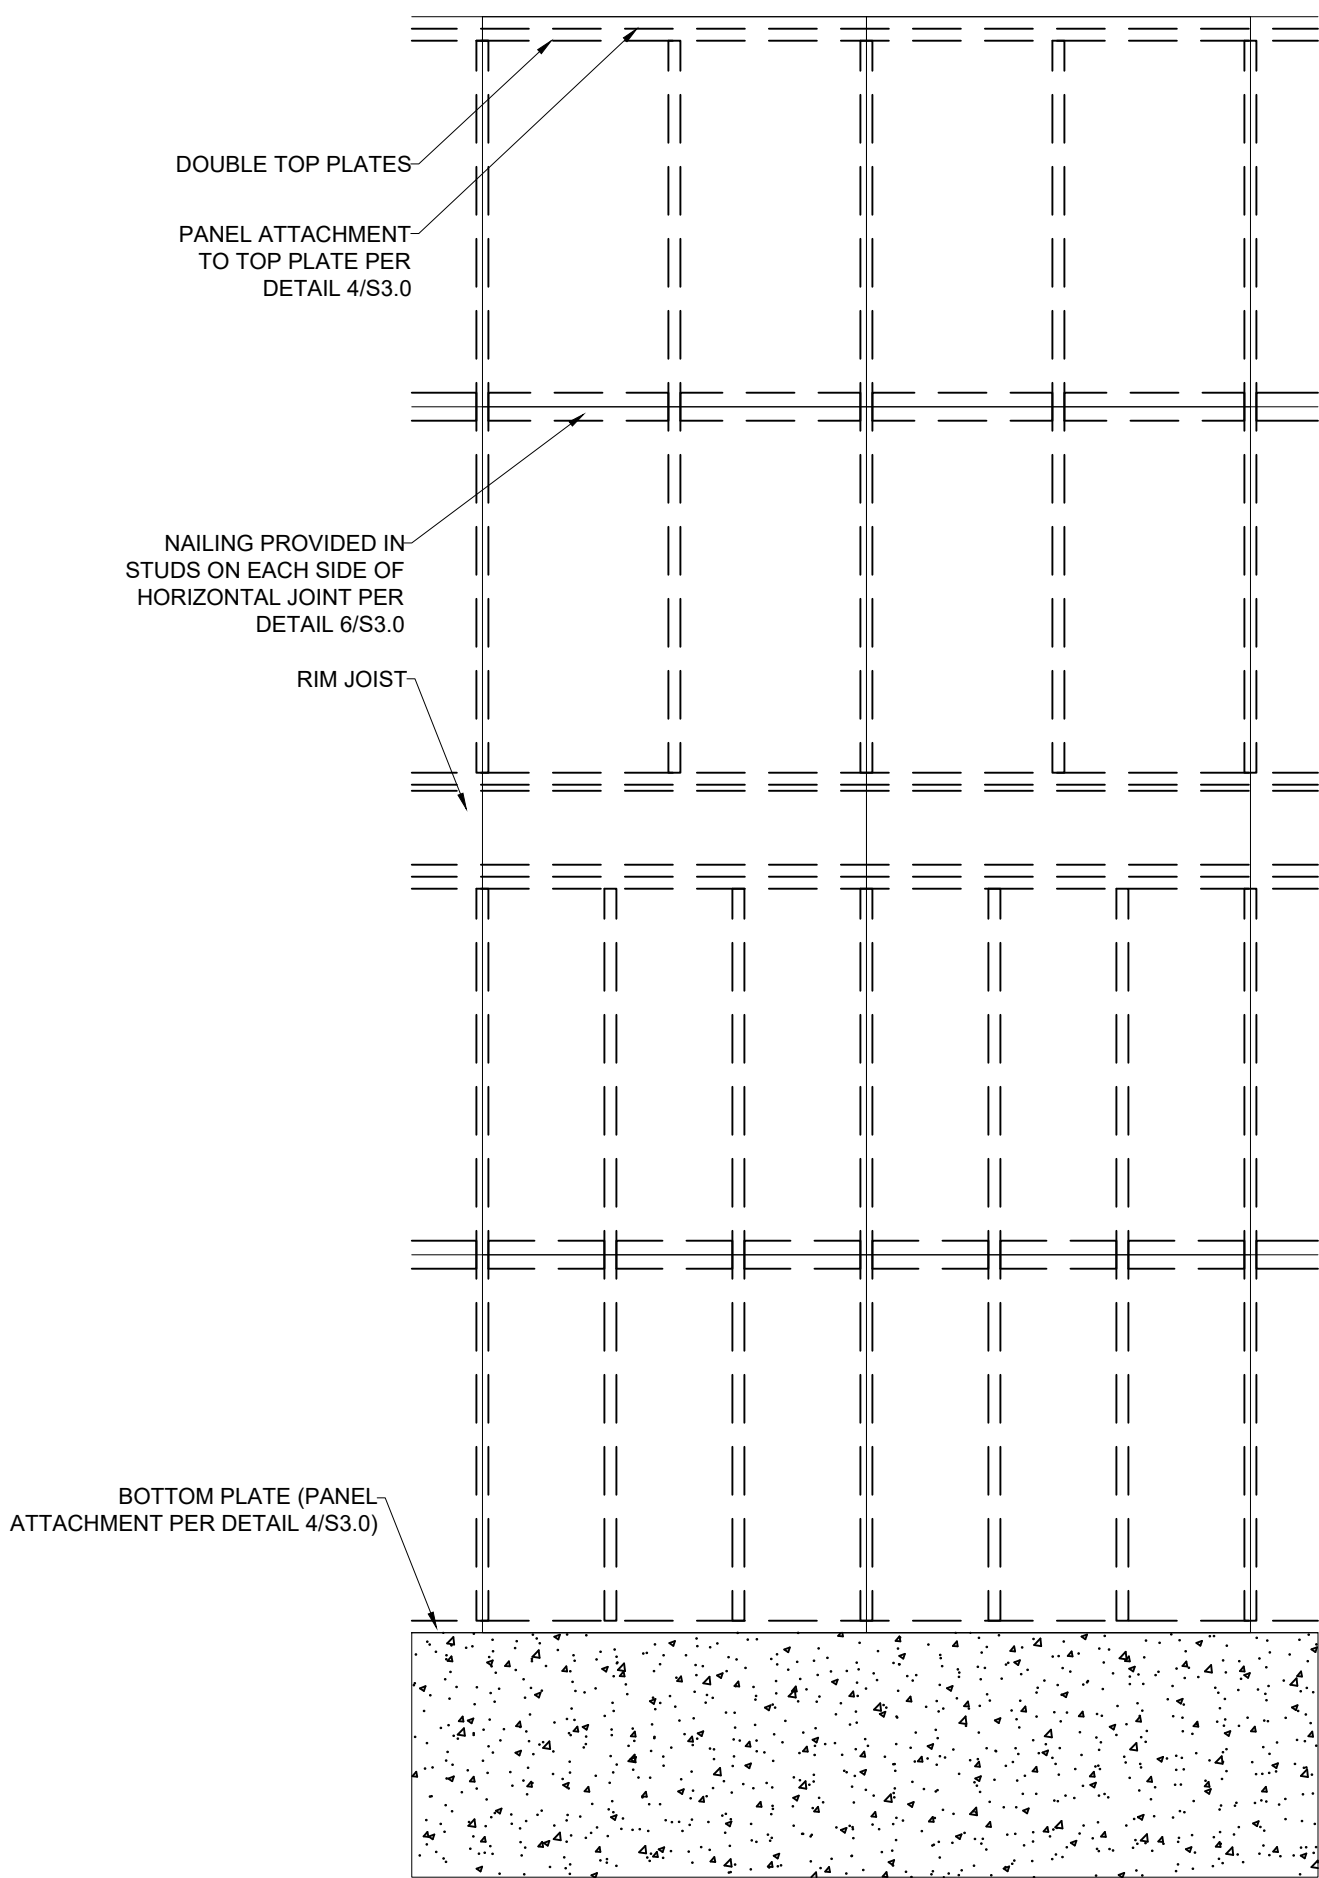 DOUBLE TOP PLATES
PANEL ATTACHMENT
TO TOP PLATE PER
DETAIL 4/S3.0
NAILING PROVIDED IN
STUDS ON EACH SIDE OF
HORIZONTAL JOINT PER
DETAIL 6/S3.0
RIM JOIST
BOTTOM PLATE (PANEL
ATTACHMENT PER DETAIL 4/S3.0)